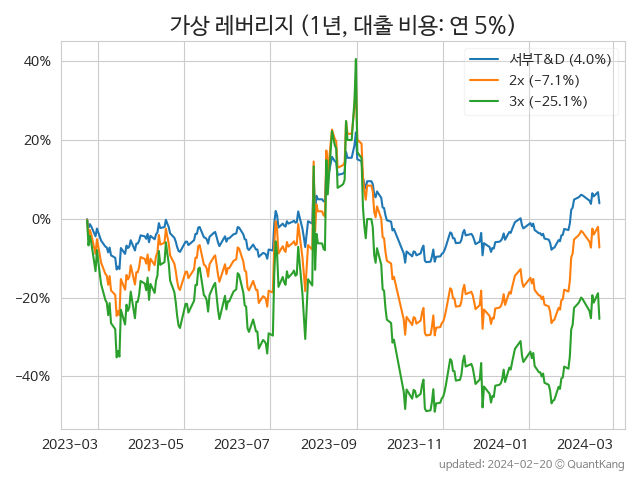 가상 레버리지 (1년, 대출 비용: 연 5%)
서부T&D (4.0%)
2x (−7.1%)
3x (−25.1%)
40%
20%
0%
−20%
−40%
2023-03 2023-05 2023-07 2023-09 2023-11 2024-01 2024-03
updated: 2024-02-20 © QuantKang